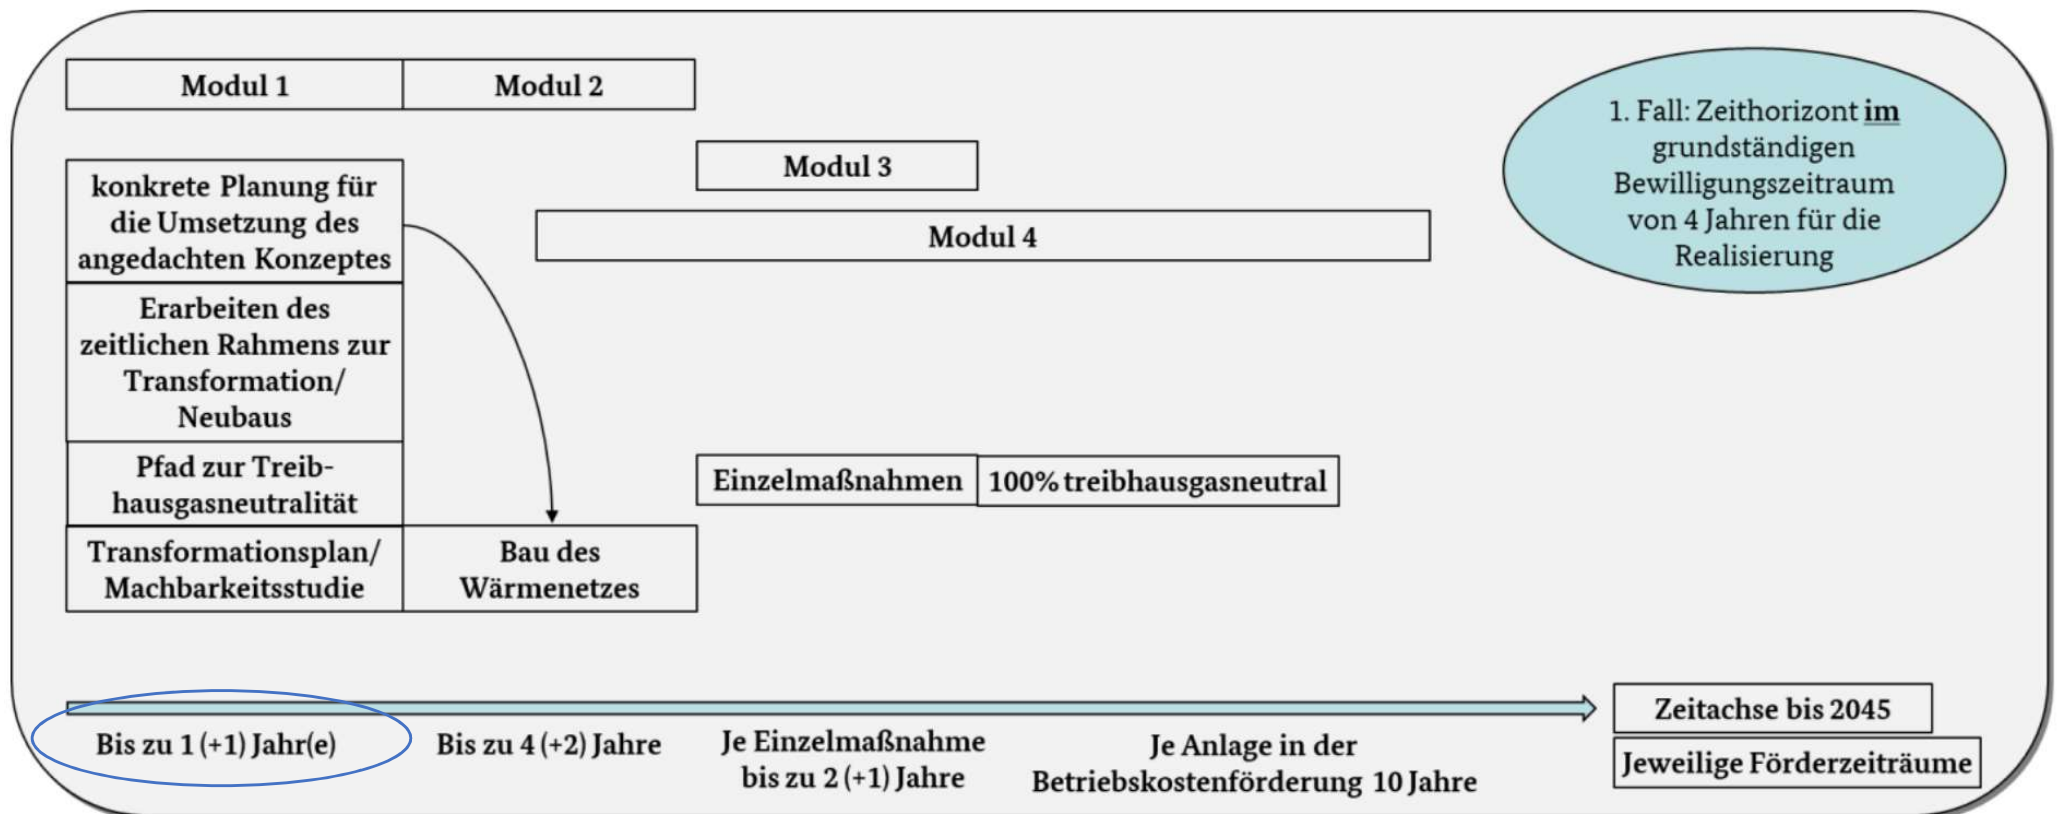 Modul 1
Modul 2
Modul 3
Modul 4
1. Fall: Zeithorizont im
grundständigen
Bewilligungszeitraum
von 4 Jahren für die
Realisierung
konkrete Planung für
die Umsetzung des
angedachten Konzeptes
Erarbeiten des
zeitlichen Rahmens zur
Transformation/
Neubaus
Pfad zur Treib-
hausgasneutralität
Transformationsplan/
Machbarkeitsstudie
Bau des
Wärmenetzes
Einzelmaßnahmen
100% treibhausgasneutral
Zeitachse bis 2045
Bis zu 1 (+1) Jahr(e)
Bis zu 4 (+2) Jahre
Je Einzelmaßnahme
bis zu 2 (+1) Jahre
Je Anlage in der
Betriebskostenförderung 10 Jahre
Jeweilige Förderzeiträume